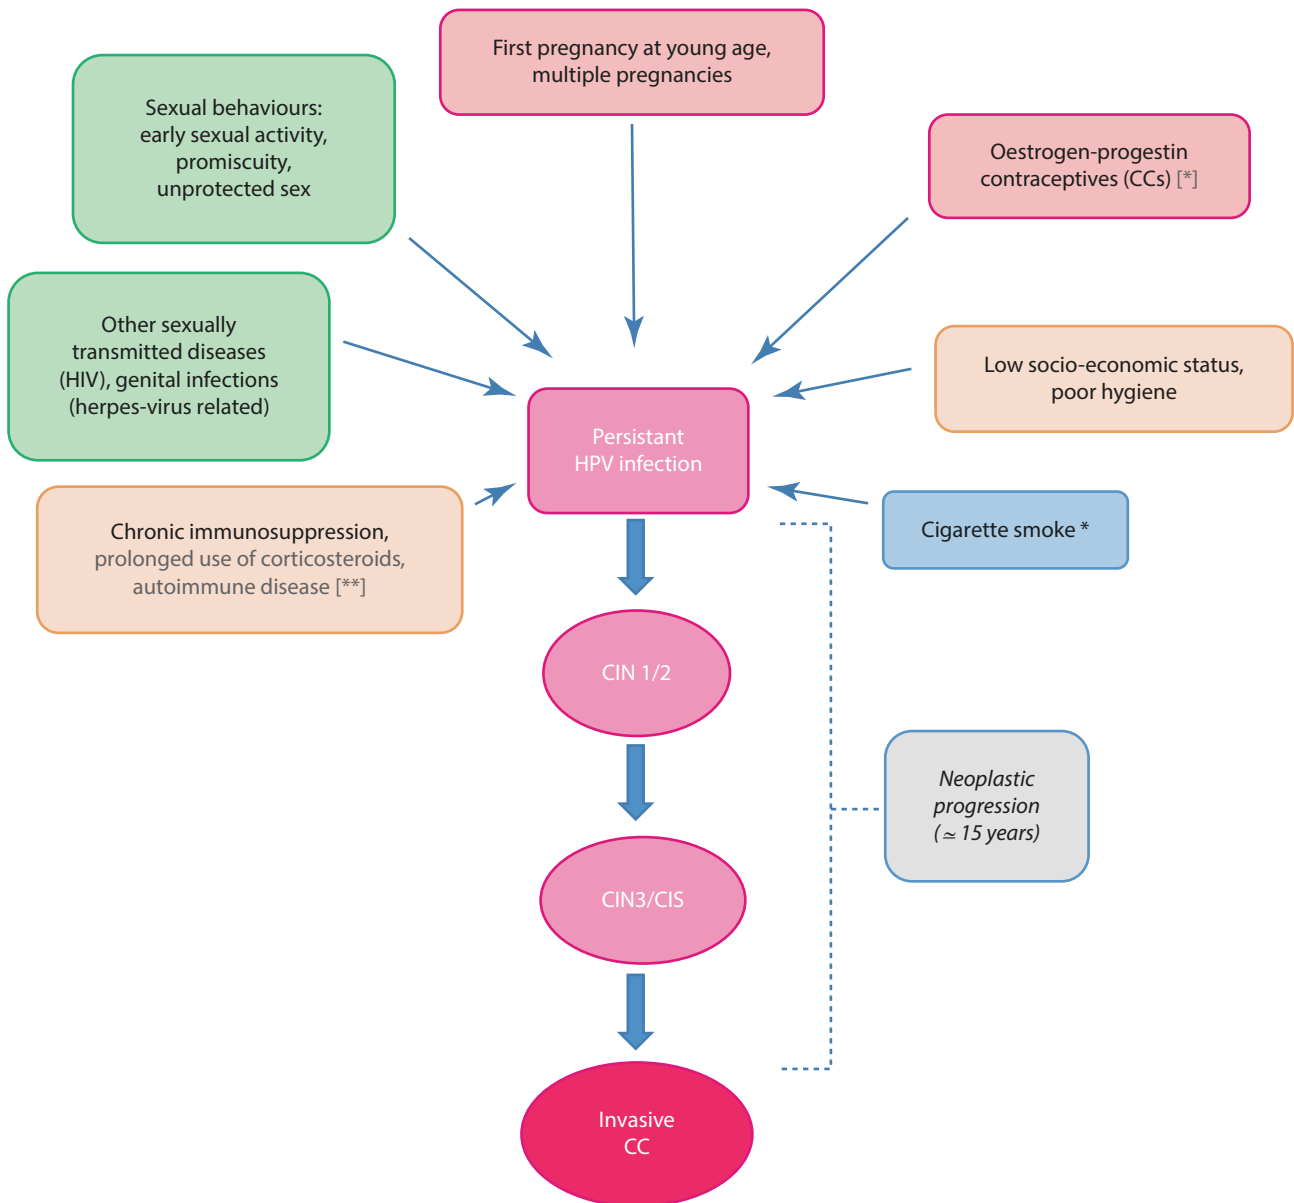 First pregnancy at young age,
multiple pregnancies
Sexual behaviours:
early sexual activity,
promiscuity,
unprotected sex
Oestrogen-progestin
contraceptives (CCs) [*]
Other sexually
transmitted diseases
(HIV), genital infections
(herpes-virus related)
Low socio-economic status,
poor hygiene
Persistant
HPV infection
Chronic immunosuppression,
prolonged use of corticosteroids,
autoimmune disease [**]
Cigarette smoke *
CIN 1/2
Neoplastic
progression
(≃ 15 years)
CIN3/CIS
Invasive
CC